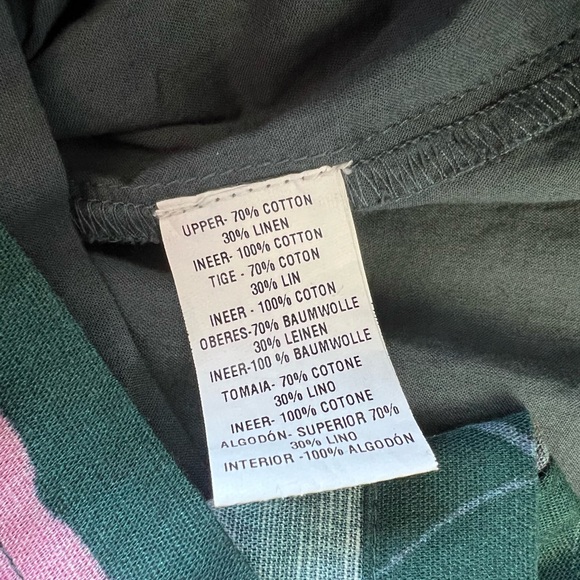 UPPER- 70% COTTON
30% LINEN
INEER- 100% COTTON
TIGE - 70% COTON
30% LIN
INEER - 100% COTON
OBERES-70% BAUMWOLLE
30% LEINEN
INEER-100 % BAUMWOLLE
TOMAIA- 70% COTONE
30% LINO
INEER- 100% COTONE
ALGODÓN- SUPERIOR 70%
30% LINO
INTERIOR -100% ALGODÓN